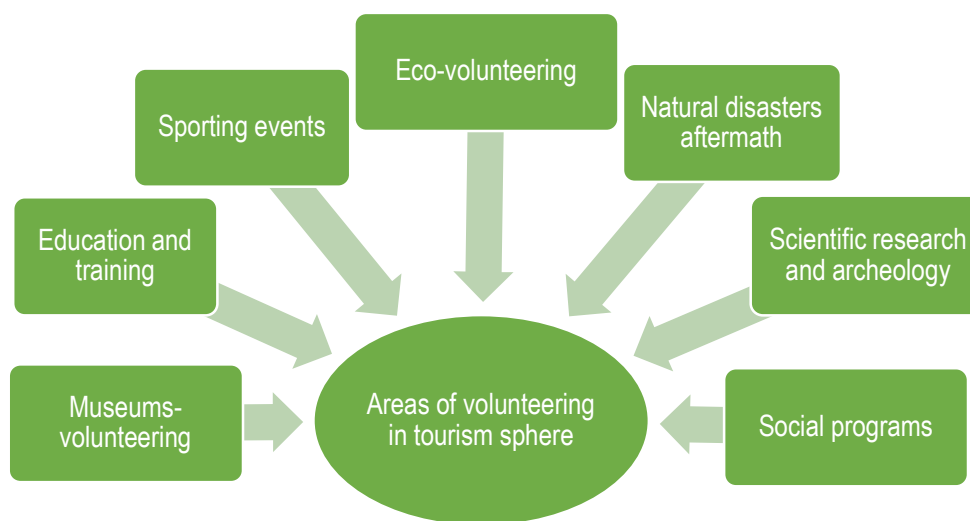 Eco-volunteering
Sporting events
Natural disasters
aftermath
Education and
training
Scientific research
and archeology
Museums-
volunteering
Areas of volunteering
in tourism sphere
Social programs